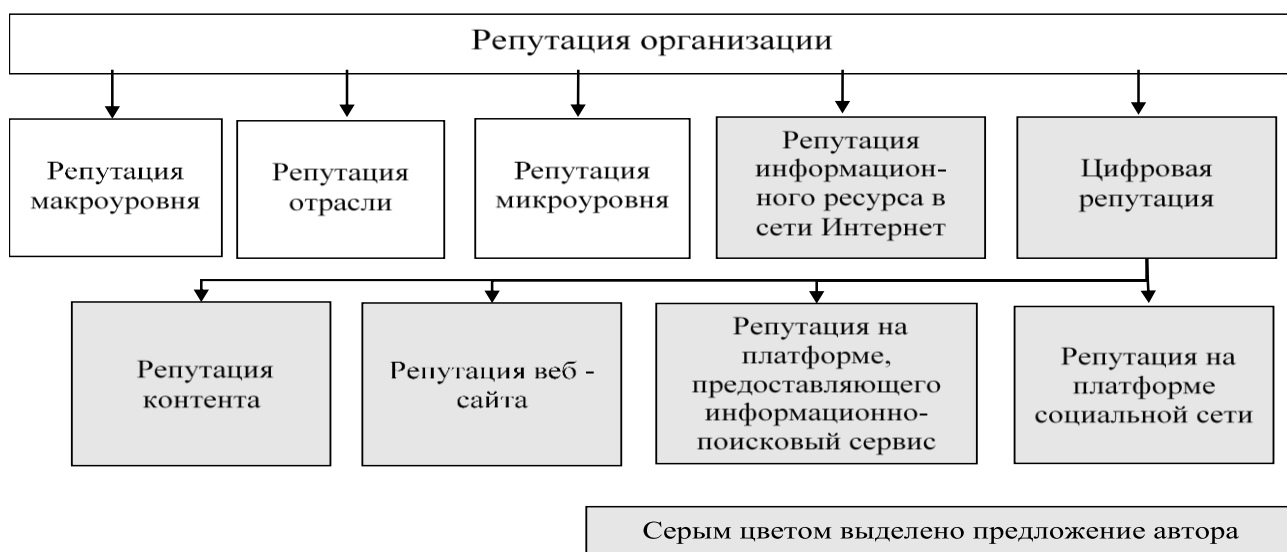 Репутация организации
Репутация
макроуровня
Репутация
отрасли
Репутация
микроуровня
Репутация
информацион-
ного ресурса в
сети Интернет
Цифровая
репутация
Репутация
контента
Репутация веб -
сайта
Репутация на
платформе,
предоставляющего
информационно-
поисковый сервис
Репутация на
платформе
социальной сети
Серым цветом выделено предложение автора